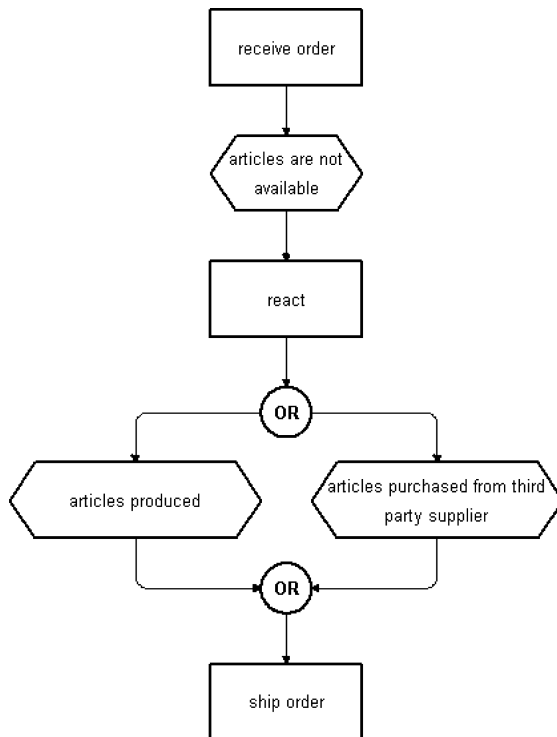 receive order
articles are not
available
react
OR
articles produced
articles purchased from third
party supplier
OR
ship order